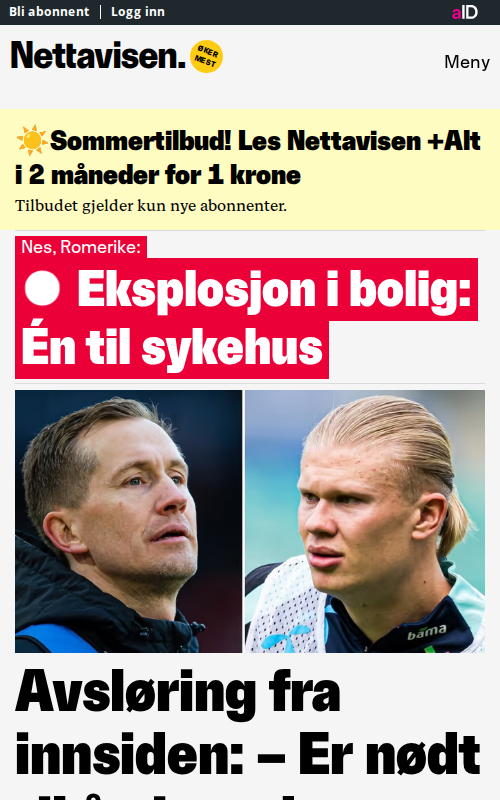 Bli abonnent | Logg inn
aID
Nettavisen.
ØKER
MEST
Meny
☀️Sommertilbud! Les Nettavisen +Alt
i 2 måneder for 1 krone
Tilbudet gjelder kun nye abonnenter.
Nes, Romerike:
Eksplosjon i bolig:
Én til sykehus
bama
Avsløring fra
innsiden: – Er nødt